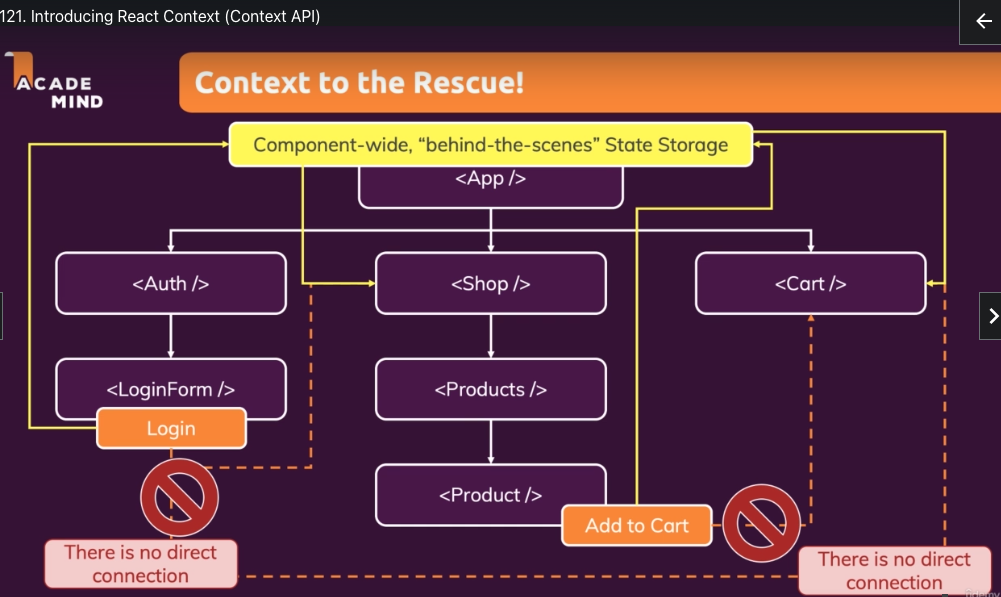 121. Introducing React Context (Context API)
ACADE
MIND
Context to the Rescue!
Component-wide, “behind-the-scenes” State Storage
<App />
<Auth />
<Shop />
<Cart />
<LoginForm />
<Products />
Login
<Product />
Add to Cart
There is no direct
connection
There is no direct
connection